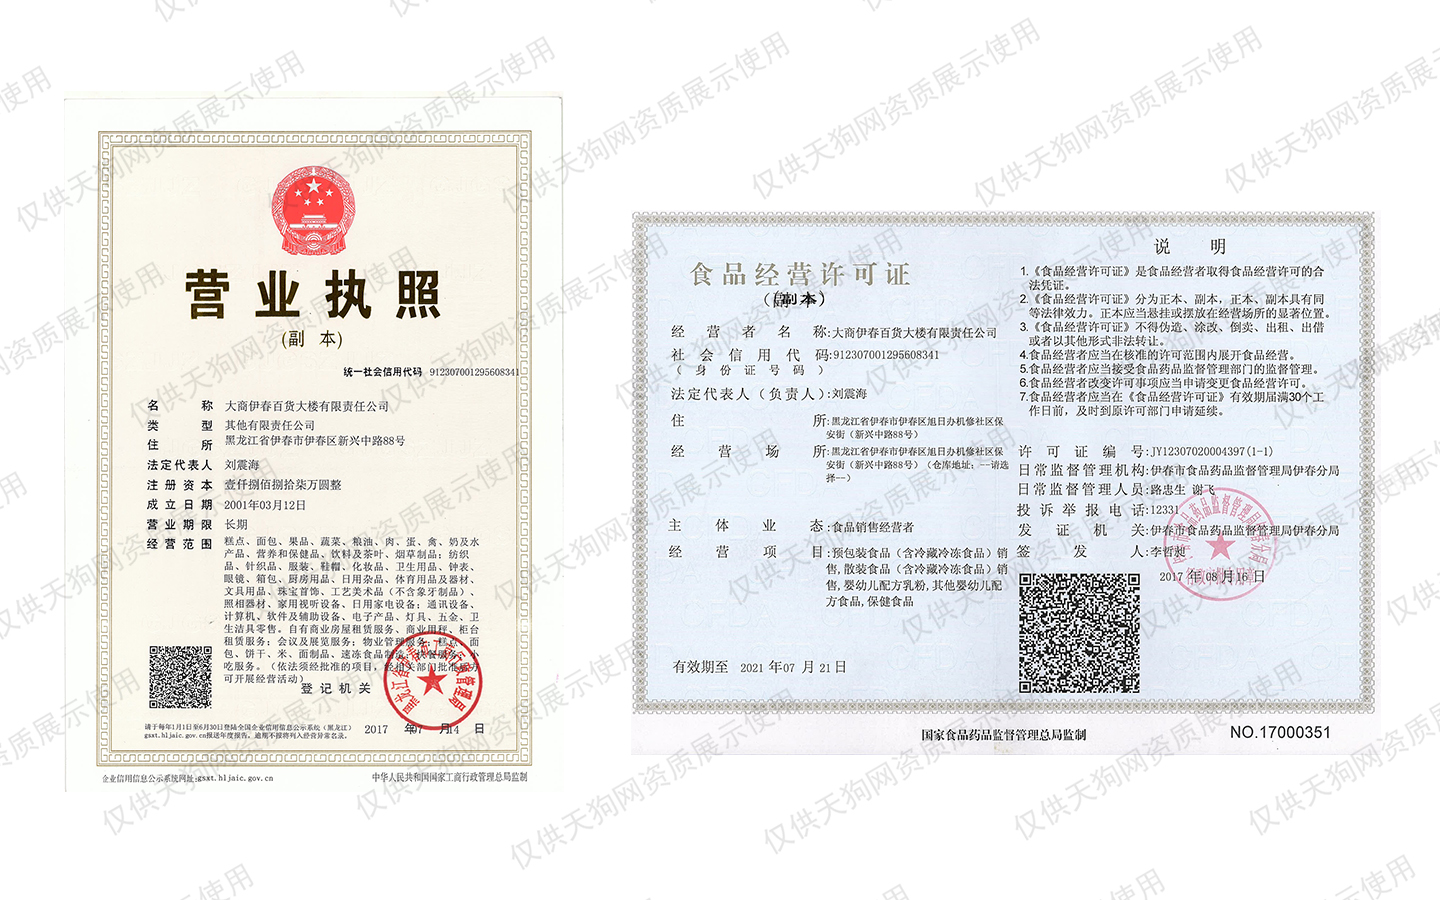 营业执照
(副 本)
统一社会信用代码 912307001295608341
名 称 大商伊春百货大楼有限责任公司
类 型 其他有限责任公司
住 所 黑龙江省伊春市伊春区新兴中路88号
法定代表人 刘震海
注册资本 壹仟捌佰捌拾柒万圆整
成立日期 2001年03月12日
营业期限 长期
经营范围 糕点、面包、果品、蔬菜、粮油、肉、蛋、禽、奶及水
产品、营养和保健品、饮料及茶叶、烟草制品；纺织
品、针织品、服装、鞋帽、化妆品、卫生用品、钟表、
眼镜、箱包、厨房用品、日用杂品、体育用品及器材、
文具用品、珠宝首饰、工艺美术品（不含象牙制品）、
照相器材、家用视听设备、日用家电设备；通讯设备、
计算机、软件及辅助设备、电子产品、灯具、五金、卫
生洁具零售。自有商业房屋租赁服务、商业用秤、柜台
租赁服务；会议及展览服务；物业管理服务；糕点、面
包、饼干、米、面制品、速冻食品制造；快餐服务、小
吃服务。（依法须经批准的项目，经相关部门批准后方
可开展经营活动）
登记机关
请于每年1月1日至6月30日登陆全国企业信用信息公示系统（黑龙江）
gsxt.hljaic.gov.cn报送年度报告。逾期不报将列入经营异常名录。
2017 年07 月14 日
企业信用信息公示系统网址:gsxt.hljaic.gov.cn
中华人民共和国国家工商行政管理总局监制
食品经营许可证
(副本)
经营者名称:大商伊春百货大楼有限责任公司
社会信用代码:912307001295608341
（身份证号码）
法定代表人（负责人）:刘震海
住 所:黑龙江省伊春市伊春区旭日办机修社区保
安街（新兴中路88号）
经营场所:黑龙江省伊春市伊春区旭日办机修社区保
安街（新兴中路88号）（仓库地址：--请选
择--）
主体业态:食品销售经营者
经营项目:预包装食品（含冷藏冷冻食品）销
售,散装食品（含冷藏冷冻食品）销
售,婴幼儿配方乳粉,其他婴幼儿配
方食品,保健食品
有效期至 2021 年07 月 21 日
说 明
1.《食品经营许可证》是食品经营者取得食品经营许可的合
法凭证。
2.《食品经营许可证》分为正本、副本，正本、副本具有同
等法律效力。正本应当悬挂或摆放在经营场所的显著位置。
3.《食品经营许可证》不得伪造、涂改、倒卖、出租、出借
或者以其他形式非法转让。
4.食品经营者应当在核准的许可范围内展开食品经营。
5.食品经营者应当接受食品药品监督管理部门的监督管理。
6.食品经营者改变许可事项应当申请变更食品经营许可。
7.食品经营者应当在《食品经营许可证》有效期届满30个工
作日前，及时到原许可部门申请延续。
许可证编号:JY12307020004397(1-1)
日常监督管理机构:伊春市食品药品监督管理局伊春分局
日常监督管理人员:路忠生 谢飞
投诉举报电话:12331
发证机关:伊春市食品药品监督管理局伊春分局
签发人:李哲昶
2017 年 08 月16 日
国家食品药品监督管理总局监制
NO.17000351
仅供天狗网资质展示使用